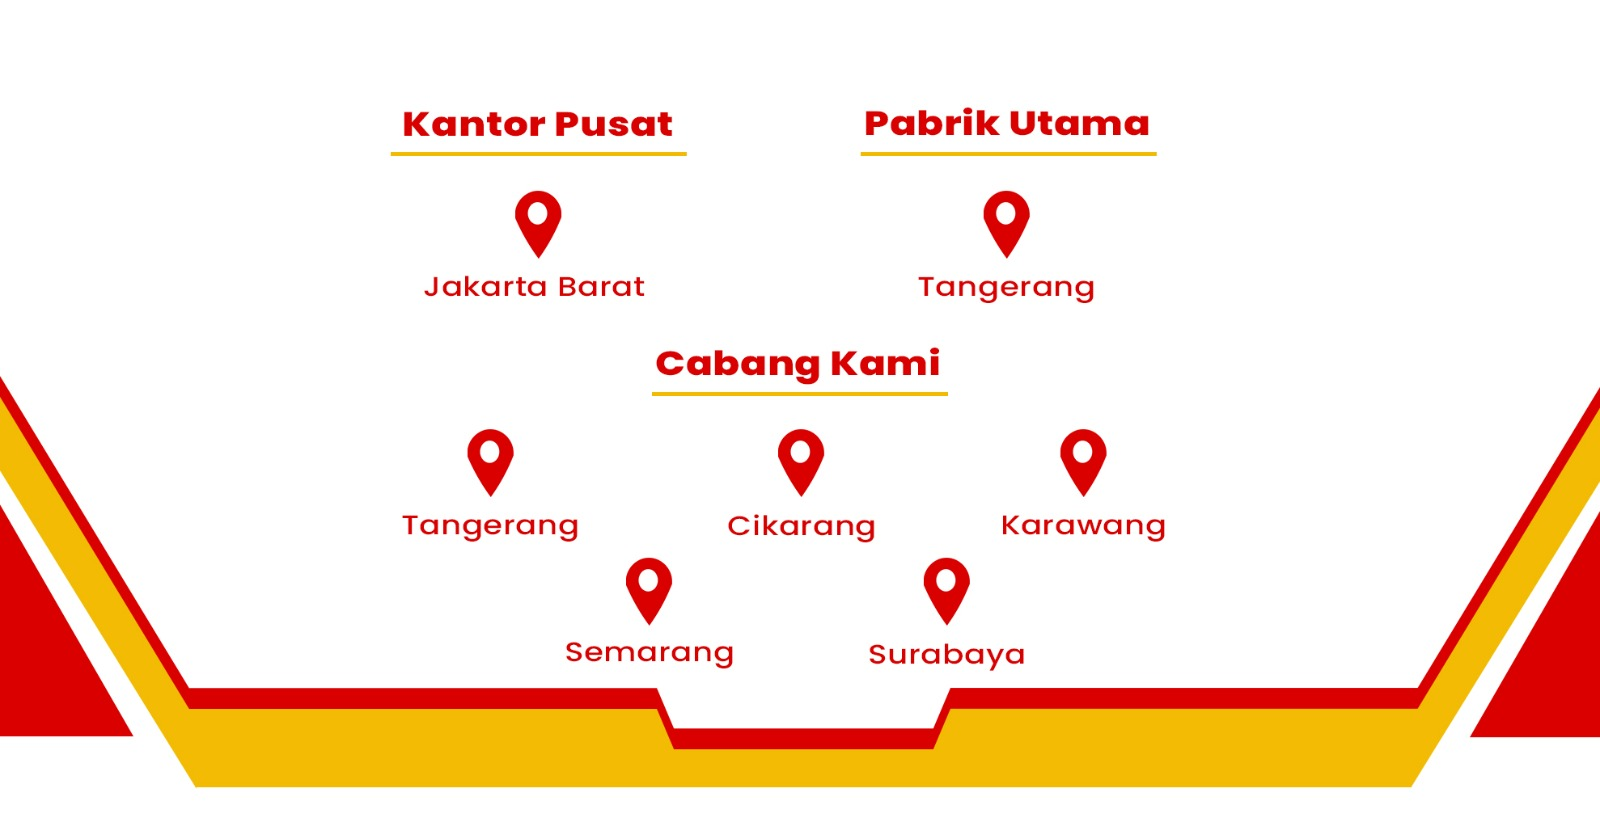 Kantor Pusat
Pabrik Utama
Jakarta Barat
Tangerang
Cabang Kami
Tangerang
Cikarang
Karawang
Semarang
Surabaya